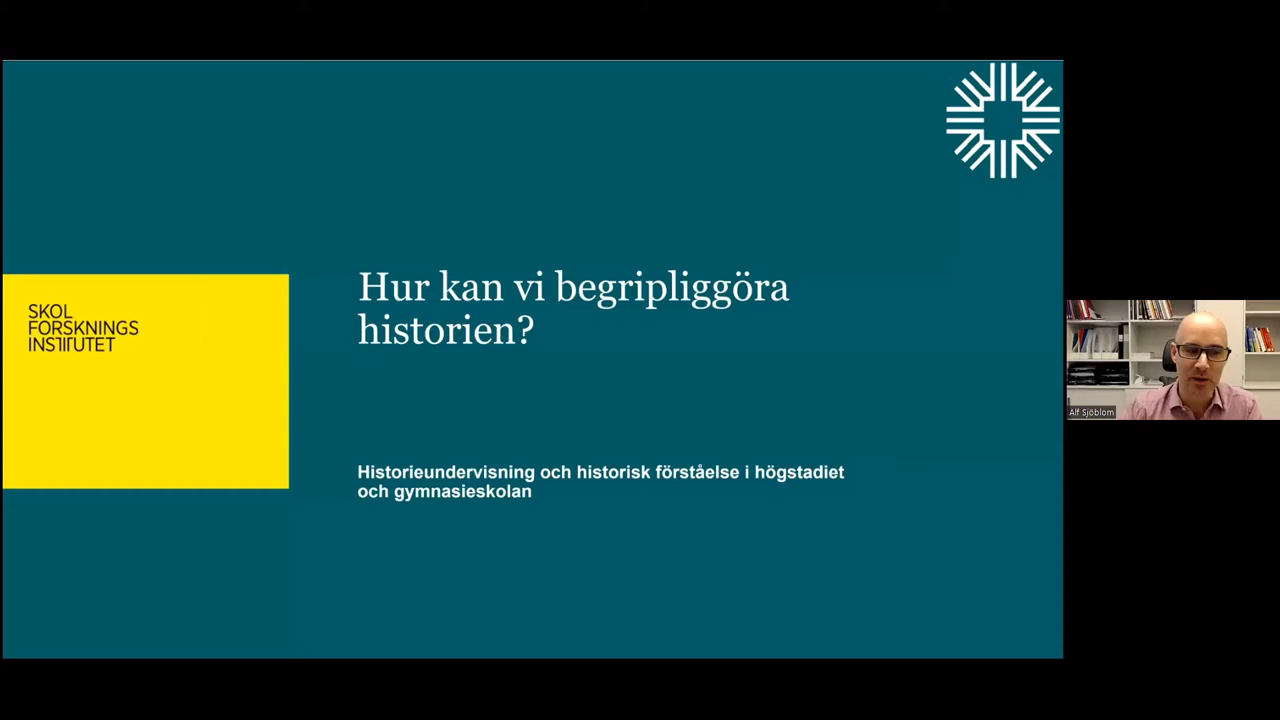 SKOL
FORSKNINGS
INSTITUTET
Hur kan vi begripliggöra
historien?
Historieundervisning och historisk förståelse i högstadiet
och gymnasieskolan
Alf Sjöblom